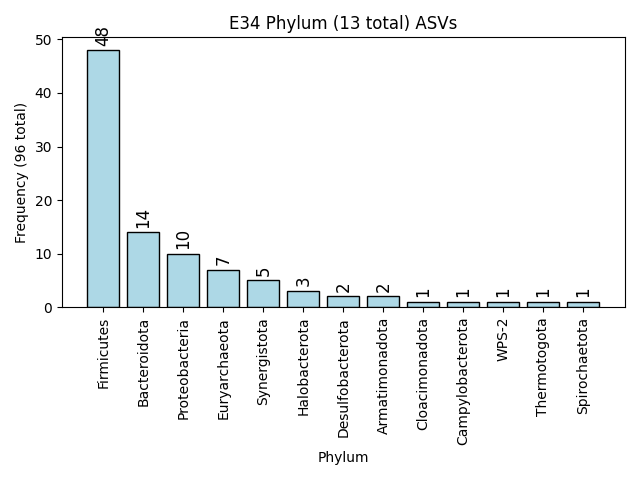 E34 Phylum (13 total) ASVs
Frequency (96 total)
50
40
30
20
10
0
48
14
10
7
5
3
2
2
1
1
1
1
1
Firmicutes
Bacteroidota
Proteobacteria
Euryarchaeota
Synergistota
Halobacterota
Desulfobacterota
Armatimonadota
Cloacimonadota
Campylobacterota
WPS-2
Thermotogota
Spirochaetota
Phylum